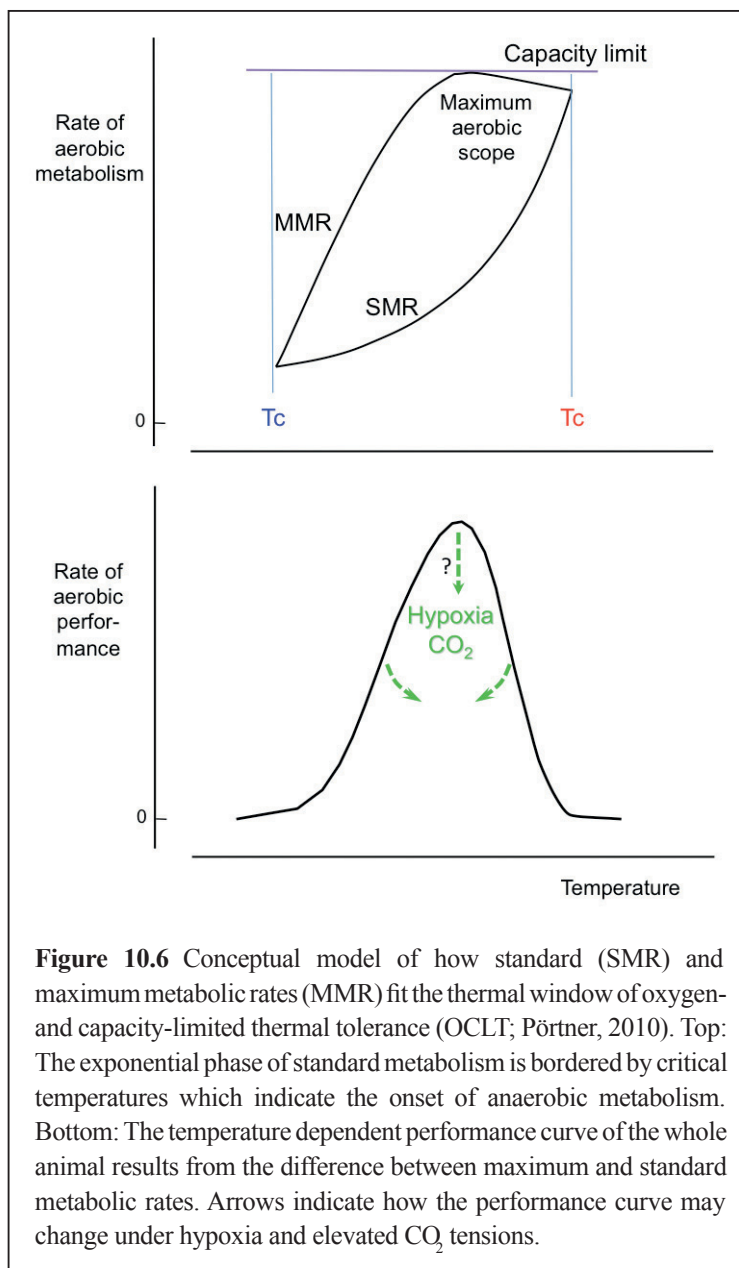 Capacity limit
Rate of
aerobic
metabolism
Maximum
aerobic
scope
MMR
SMR
0
Tc
Tc
Rate of
aerobic
perfor-
mance
?
Hypoxia
CO₂
0
Temperature
Figure 10.6 Conceptual model of how standard (SMR) and
maximum metabolic rates (MMR) fit the thermal window of oxygen-
and capacity-limited thermal tolerance (OCLT; Pörtner, 2010). Top:
The exponential phase of standard metabolism is bordered by critical
temperatures which indicate the onset of anaerobic metabolism.
Bottom: The temperature dependent performance curve of the whole
animal results from the difference between maximum and standard
metabolic rates. Arrows indicate how the performance curve may
change under hypoxia and elevated CO₂ tensions.